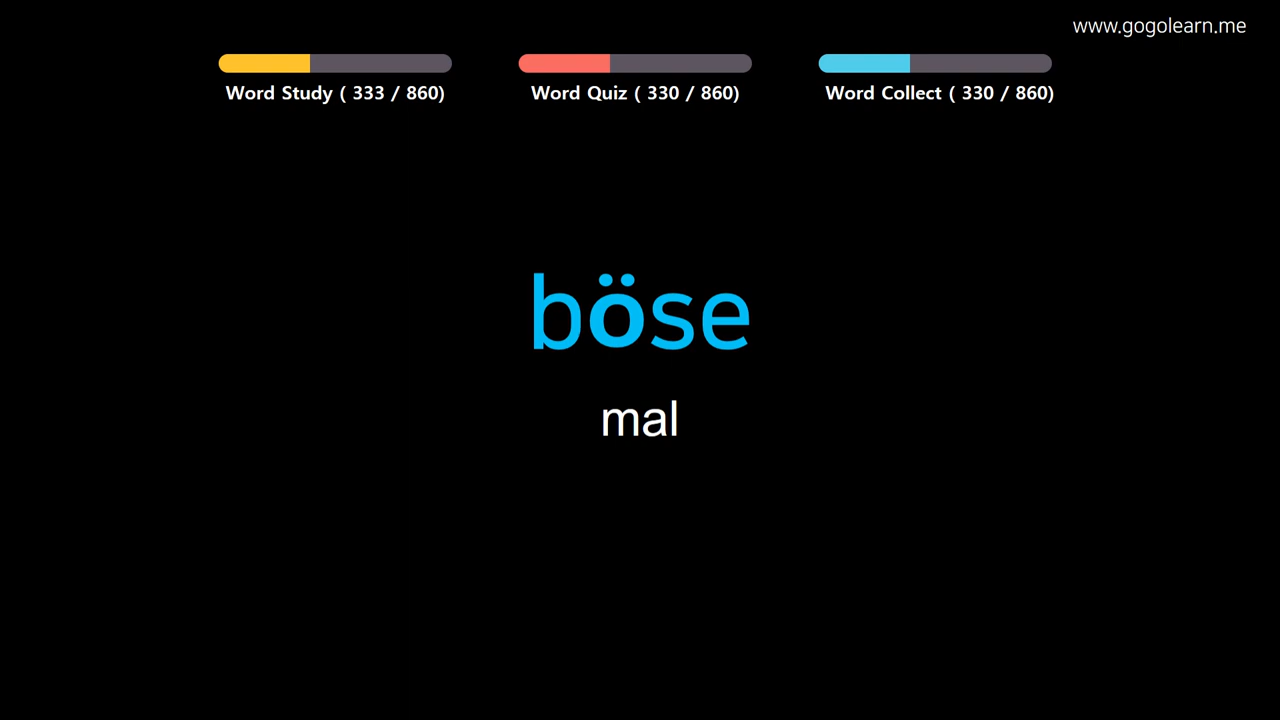 www.gogolearn.me
Word Study ( 333 / 860)
Word Quiz ( 330 / 860)
Word Collect ( 330 / 860)
böse
mal